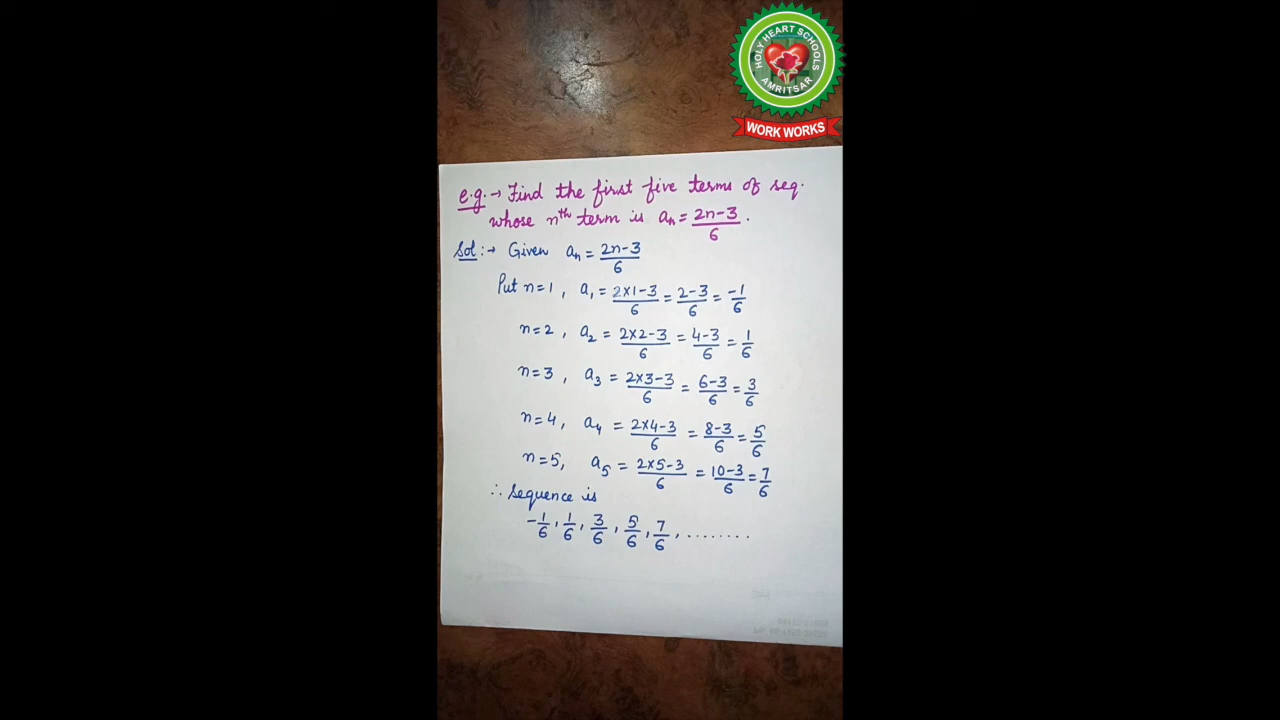 HOLY HEART SCHOOLS
AMRITSAR
WORK WORKS
e.g. → Find the first five terms of seq.
whose nth term is aₙ = (2n-3)/6 .
Sol :→ Given aₙ = (2n-3)/6
Put n=1 , a₁ = (2×1-3)/6 = (2-3)/6 = -1/6
n=2 , a₂ = (2×2-3)/6 = (4-3)/6 = 1/6
n=3 , a₃ = (2×3-3)/6 = (6-3)/6 = 3/6
n=4, a₄ = (2×4-3)/6 = (8-3)/6 = 5/6
n=5, a₅ = (2×5-3)/6 = (10-3)/6 = 7/6
∴ Sequence is
-1/6 , 1/6 , 3/6 , 5/6 , 7/6 , ........